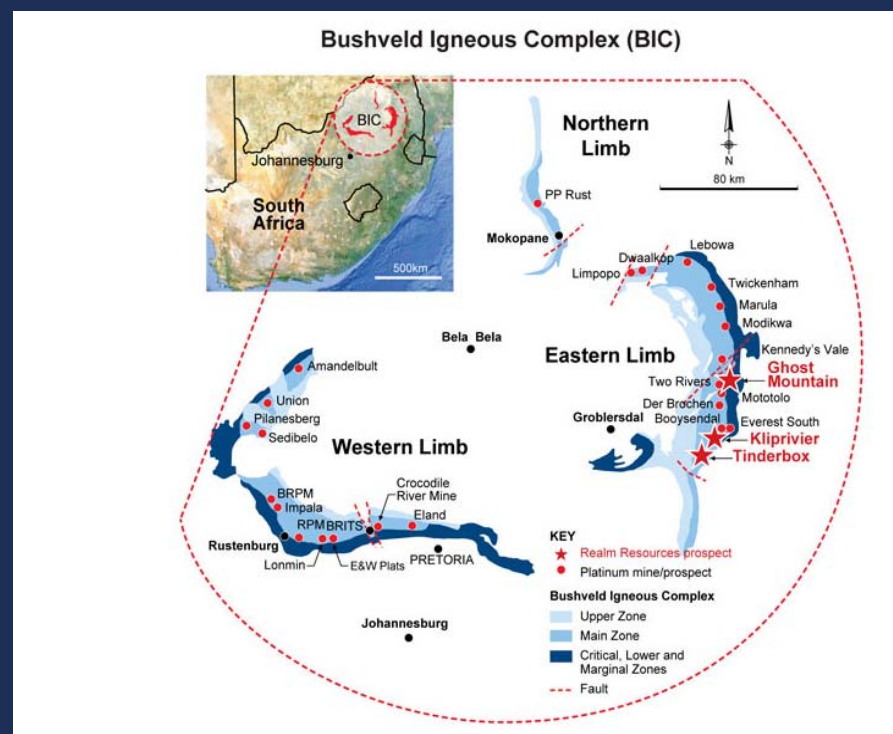 Bushveld Igneous Complex (BIC)
BIC
Johannesburg
South
Africa
500km
Northern
Limb
N
80 km
PP Rust
Mokopane
Lebowa
Dwaalkop
Limpopo
Twickenham
Marula
Modikwa
Bela Bela
Kennedy's Vale
Eastern Limb
Ghost
Mountain
Two Rivers
Mototolo
Der Brochen
Booysendal
Everest South
Groblersdal
Kliprivier
Tinderbox
Amandelbult
Union
Pilanesberg
Sedibelo
Western Limb
Crocodile
River Mine
BRPM
Impala
Eland
RPM
BRITS
Rustenburg
Lonmin
E&W Plats
PRETORIA
Johannesburg
KEY
Realm Resources prospect
Platinum mine/prospect
Bushveld Igneous Complex
Upper Zone
Main Zone
Critical, Lower and
Marginal Zones
Fault